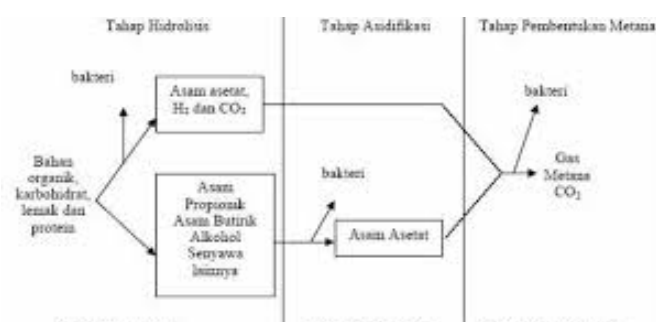 Tahap Hidrolisis
Tahap Asidifikasi
Tahap Pembentukan Metana
bakteri
Asam asetat,
H₂ dan CO₂
bakteri
Bahan
organik,
karbohidrat,
lemak dan
protein
Asam
Propionik
Asam Butirik
Alkohol
Senyawa
lainnya
bakteri
Asam Asetat
Gas
Metana
CO₂